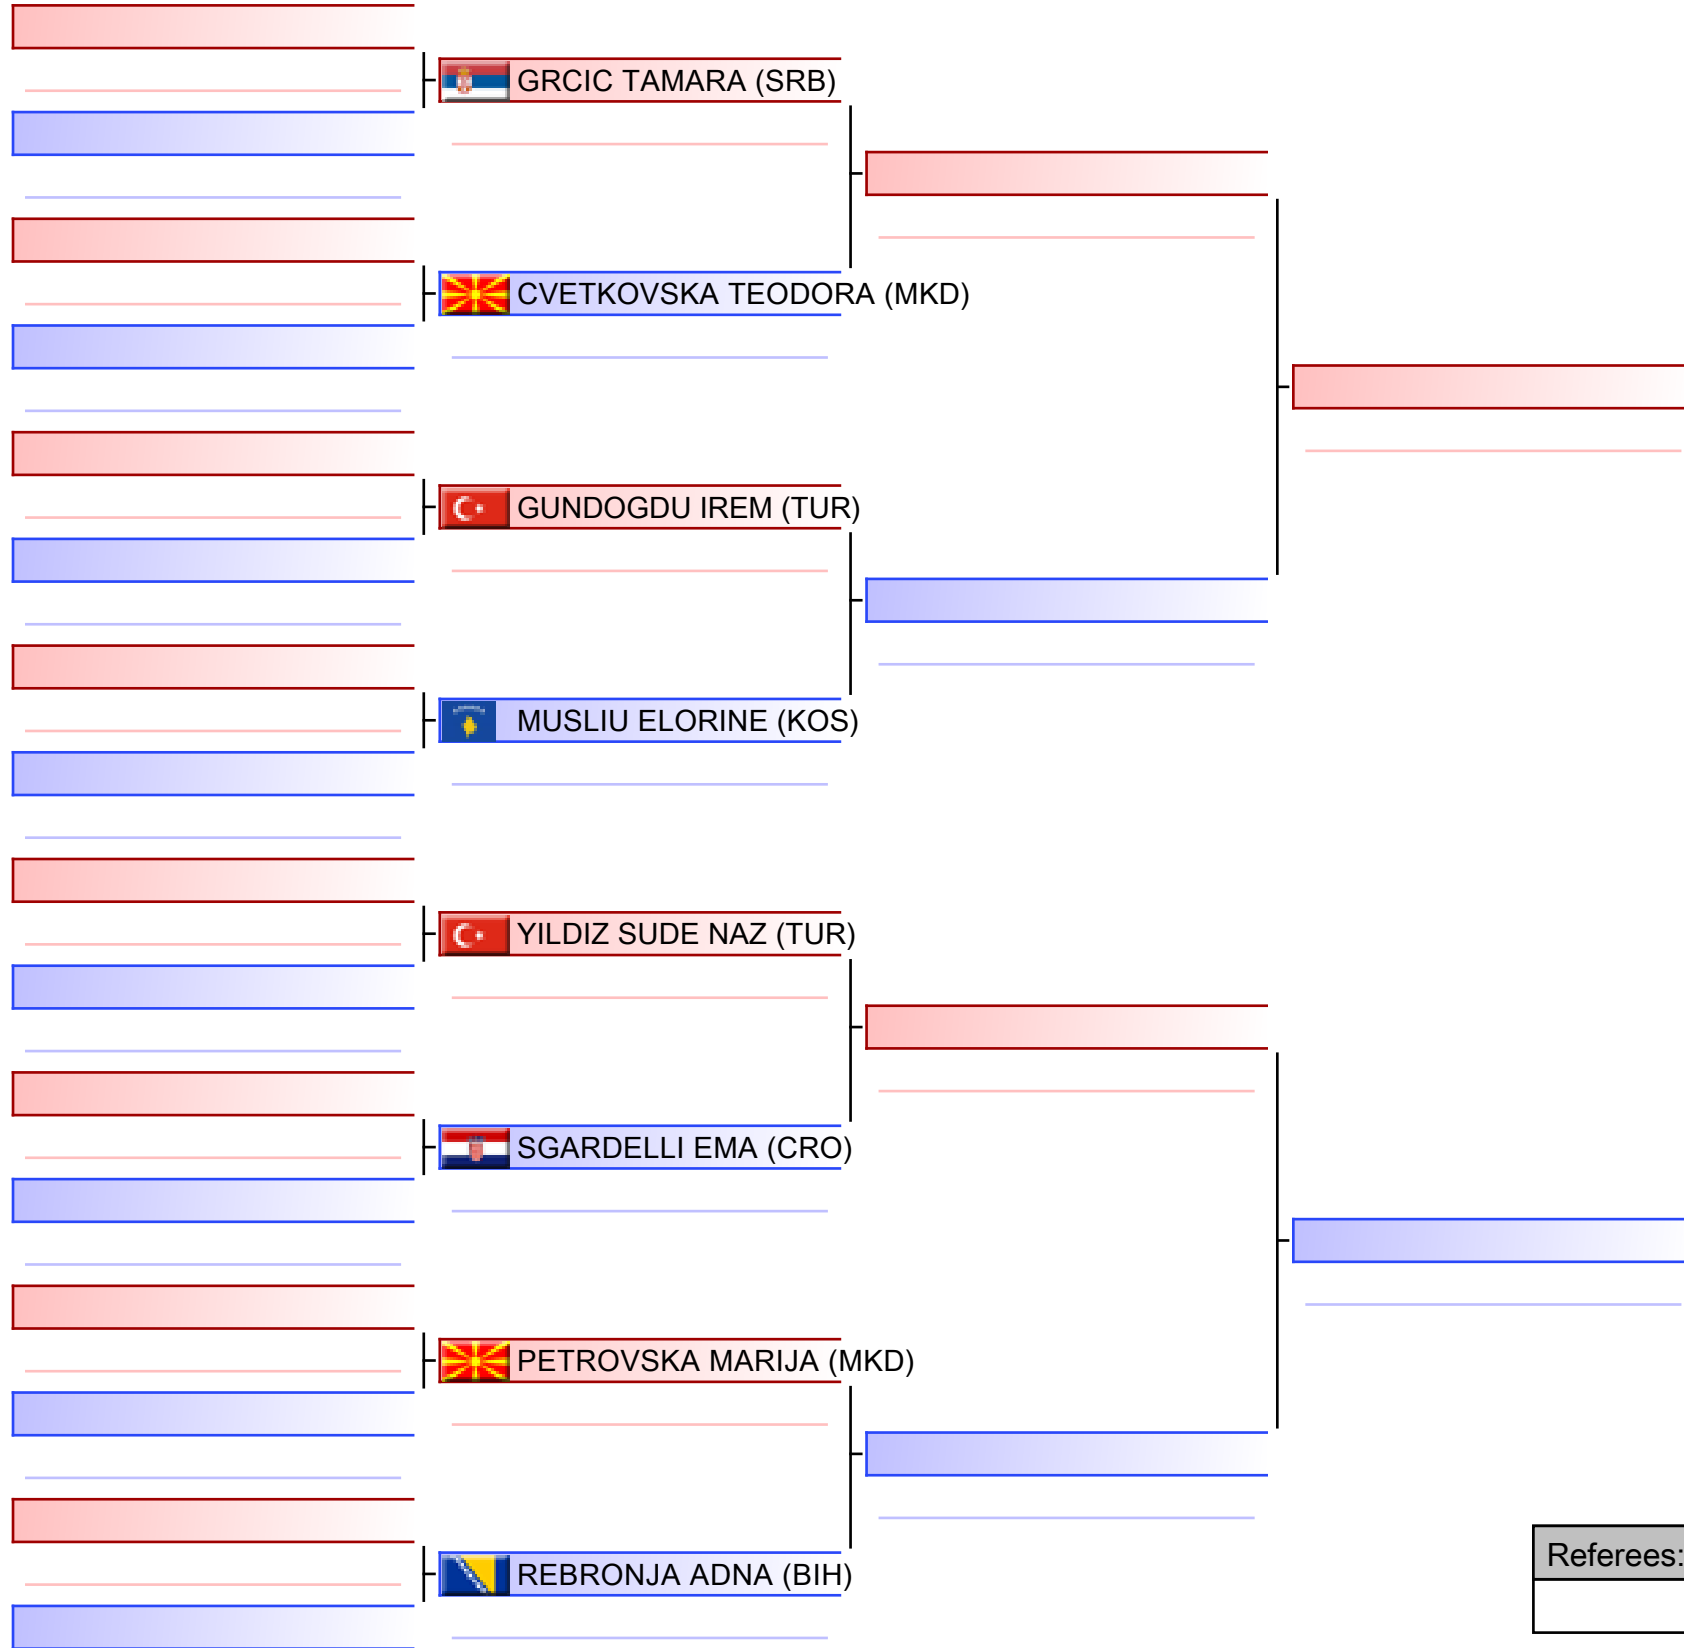 GRCIC TAMARA (SRB)
CVETKOVSKA TEODORA (MKD)
GUNDOGDU IREM (TUR)
MUSLIU ELORINE (KOS)
YILDIZ SUDE NAZ (TUR)
SGARDELLI EMA (CRO)
PETROVSKA MARIJA (MKD)
REBRONJA ADNA (BIH)
Referees: